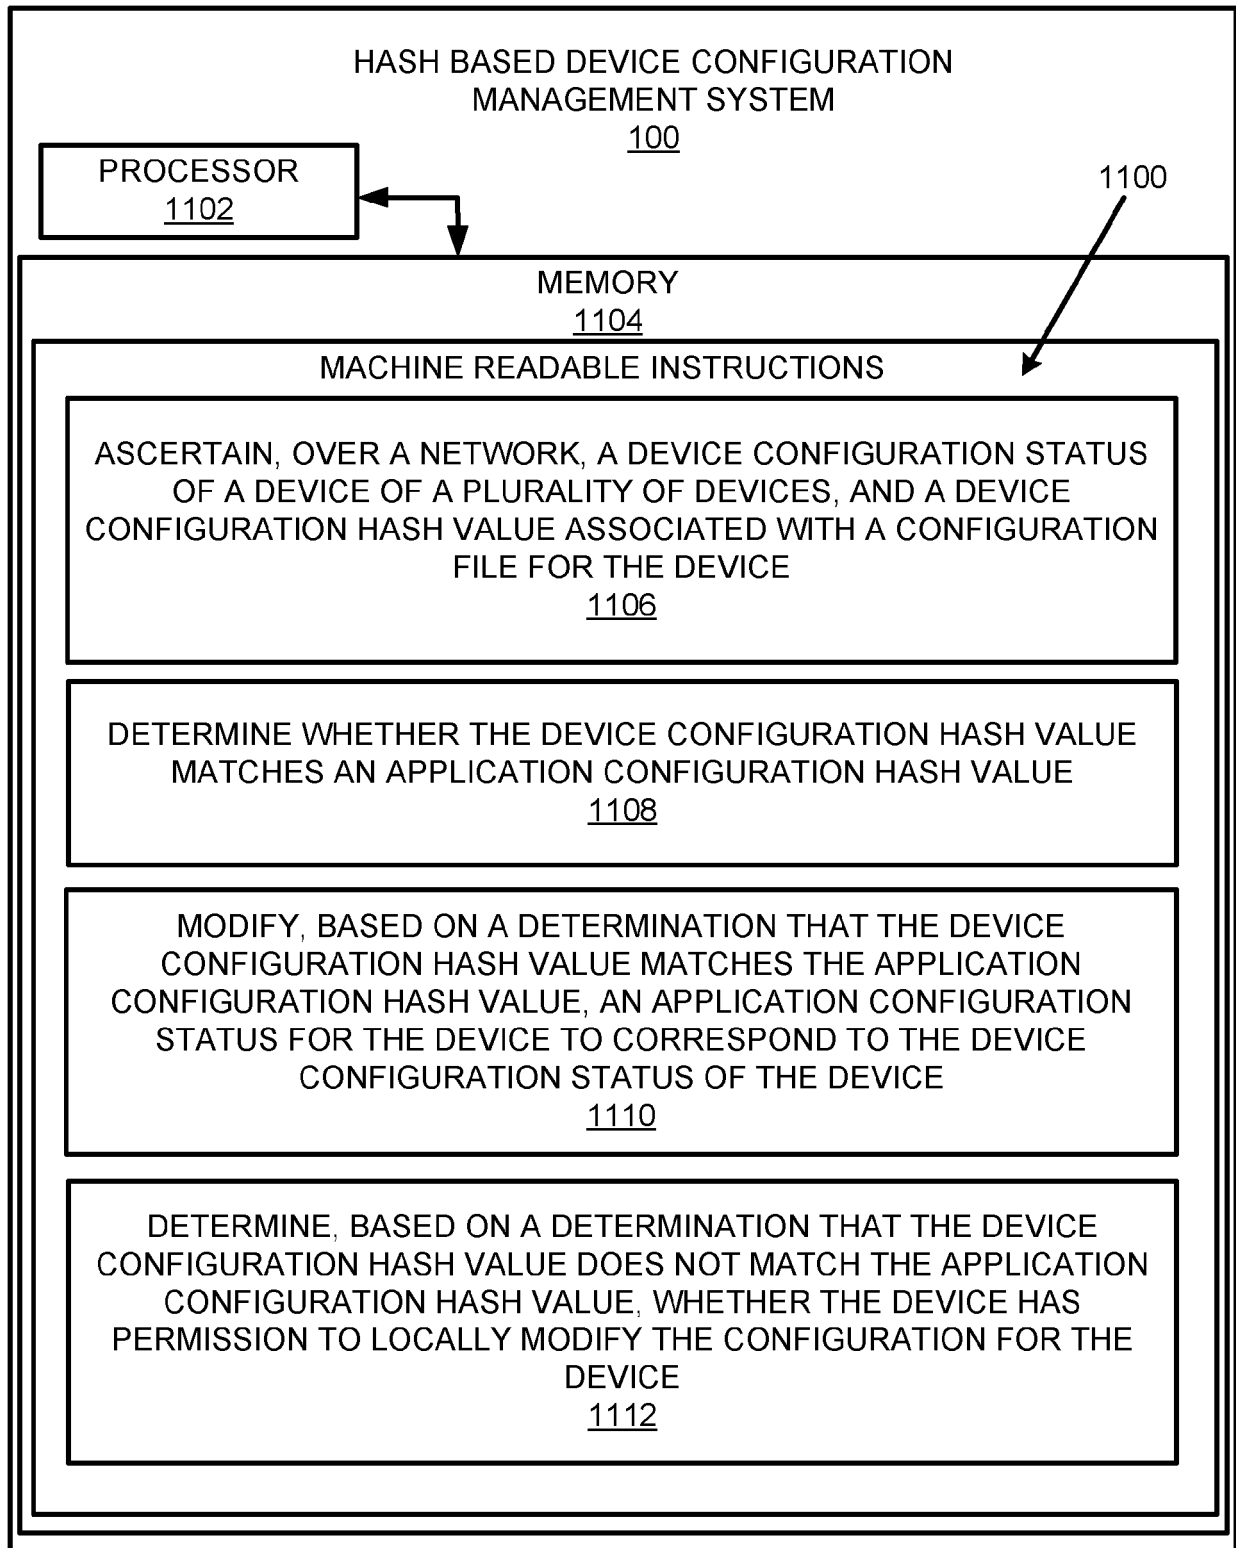 HASH BASED DEVICE CONFIGURATION
MANAGEMENT SYSTEM
100
PROCESSOR
1102
1100
MEMORY
1104
MACHINE READABLE INSTRUCTIONS
ASCERTAIN, OVER A NETWORK, A DEVICE CONFIGURATION STATUS
OF A DEVICE OF A PLURALITY OF DEVICES, AND A DEVICE
CONFIGURATION HASH VALUE ASSOCIATED WITH A CONFIGURATION
FILE FOR THE DEVICE
1106
DETERMINE WHETHER THE DEVICE CONFIGURATION HASH VALUE
MATCHES AN APPLICATION CONFIGURATION HASH VALUE
1108
MODIFY, BASED ON A DETERMINATION THAT THE DEVICE
CONFIGURATION HASH VALUE MATCHES THE APPLICATION
CONFIGURATION HASH VALUE, AN APPLICATION CONFIGURATION
STATUS FOR THE DEVICE TO CORRESPOND TO THE DEVICE
CONFIGURATION STATUS OF THE DEVICE
1110
DETERMINE, BASED ON A DETERMINATION THAT THE DEVICE
CONFIGURATION HASH VALUE DOES NOT MATCH THE APPLICATION
CONFIGURATION HASH VALUE, WHETHER THE DEVICE HAS
PERMISSION TO LOCALLY MODIFY THE CONFIGURATION FOR THE
DEVICE
1112